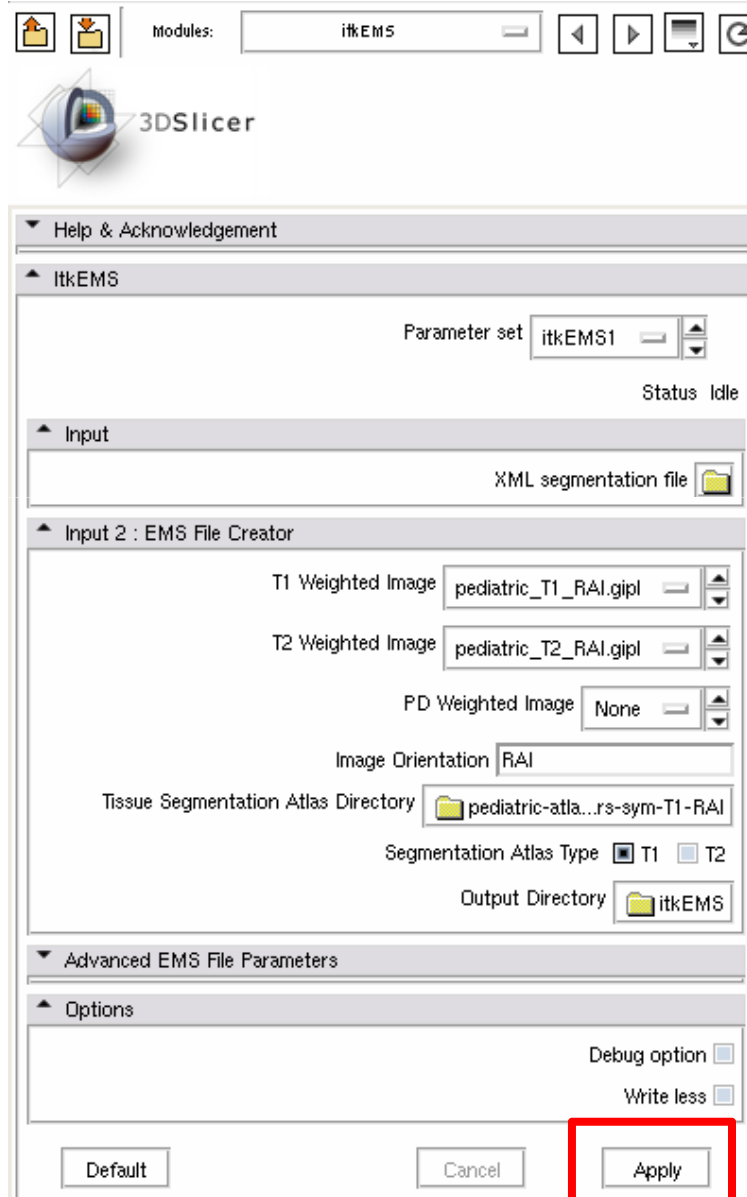 Modules: itkEMS
3DSlicer
Help & Acknowledgement
ItkEMS
Parameter set itkEMS1
Status Idle
Input
XML segmentation file
Input 2 : EMS File Creator
T1 Weighted Image pediatric_T1_RAI.gipl
T2 Weighted Image pediatric_T2_RAI.gipl
PD Weighted Image None
Image Orientation RAI
Tissue Segmentation Atlas Directory pediatric-atla...rs-sym-T1-RAI
Segmentation Atlas Type T1 T2
Output Directory itkEMS
Advanced EMS File Parameters
Options
Debug option
Write less
Default Cancel Apply